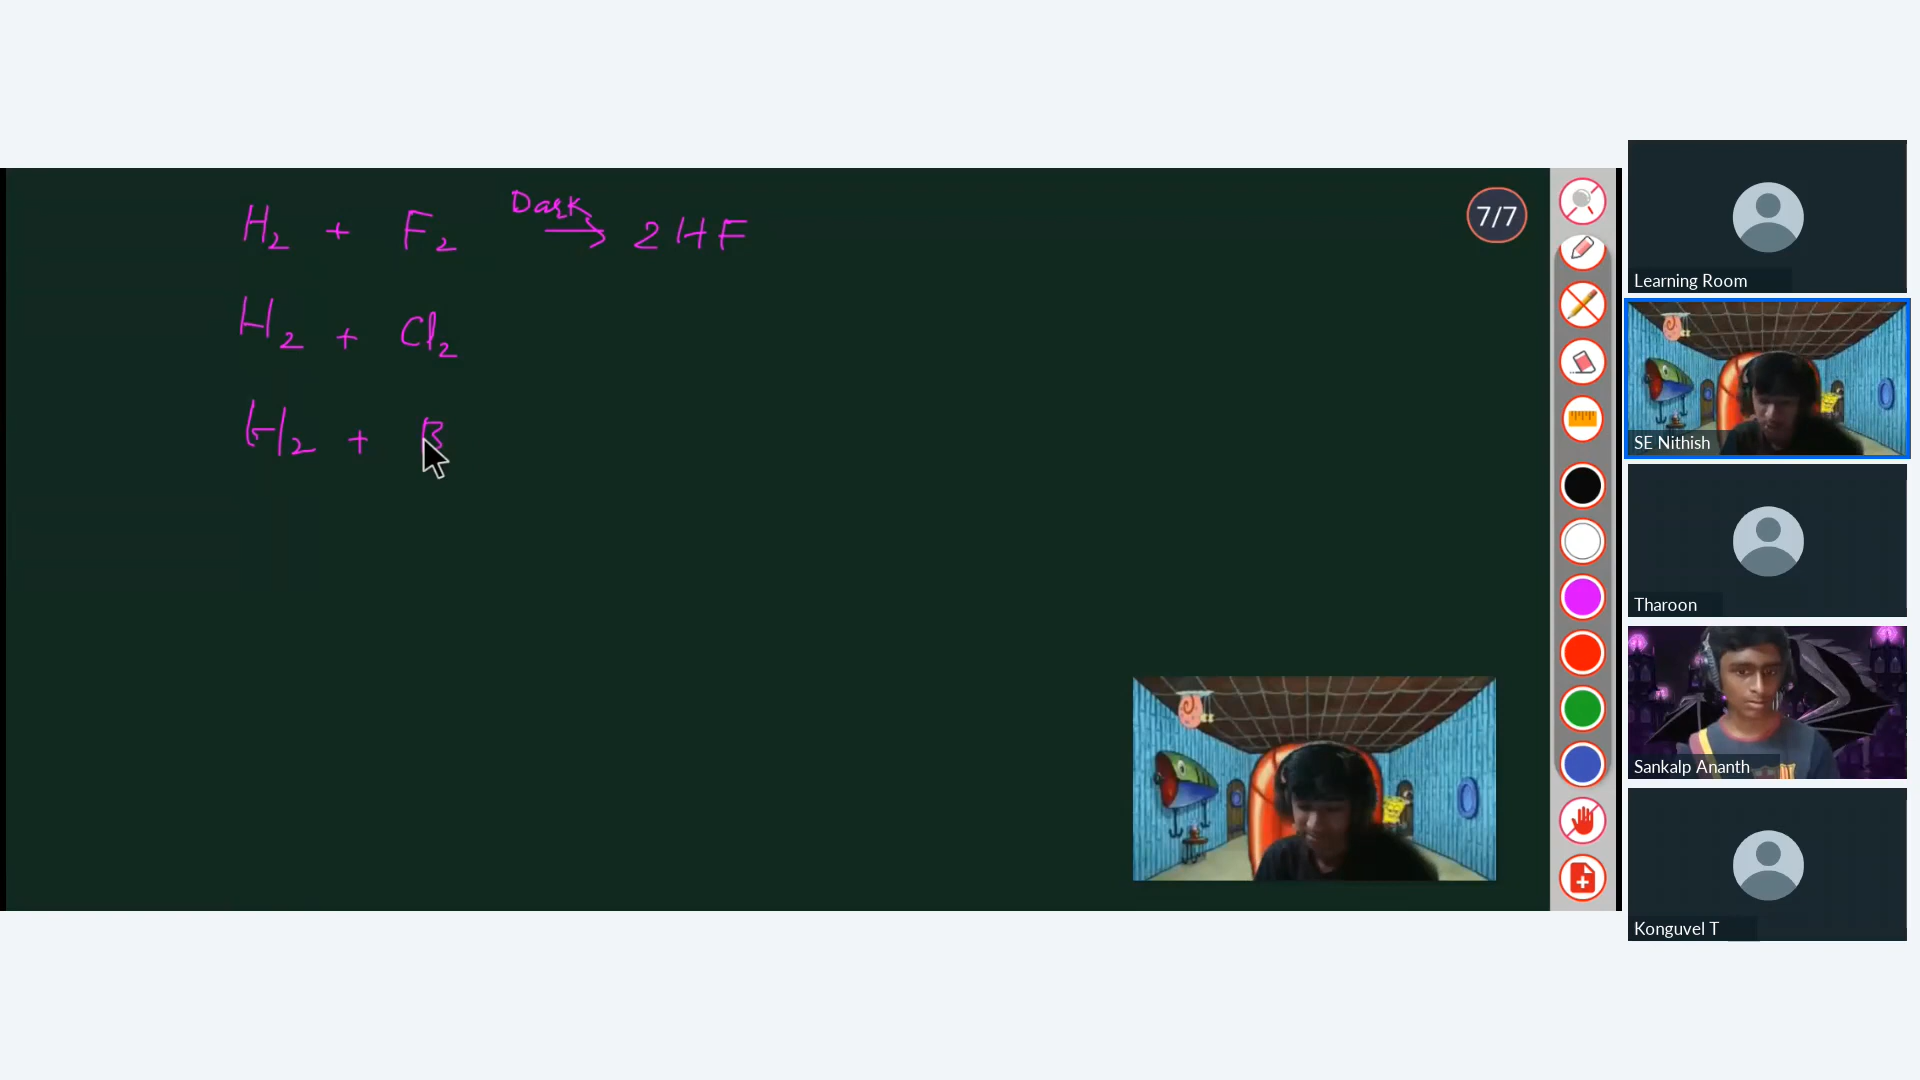 H2 + F2 Dark → 2HF
7/7
H2 + Cl2
H2 + B
Learning Room
SE Nithish
Tharoon
Sankalp Ananth
Konguvel T